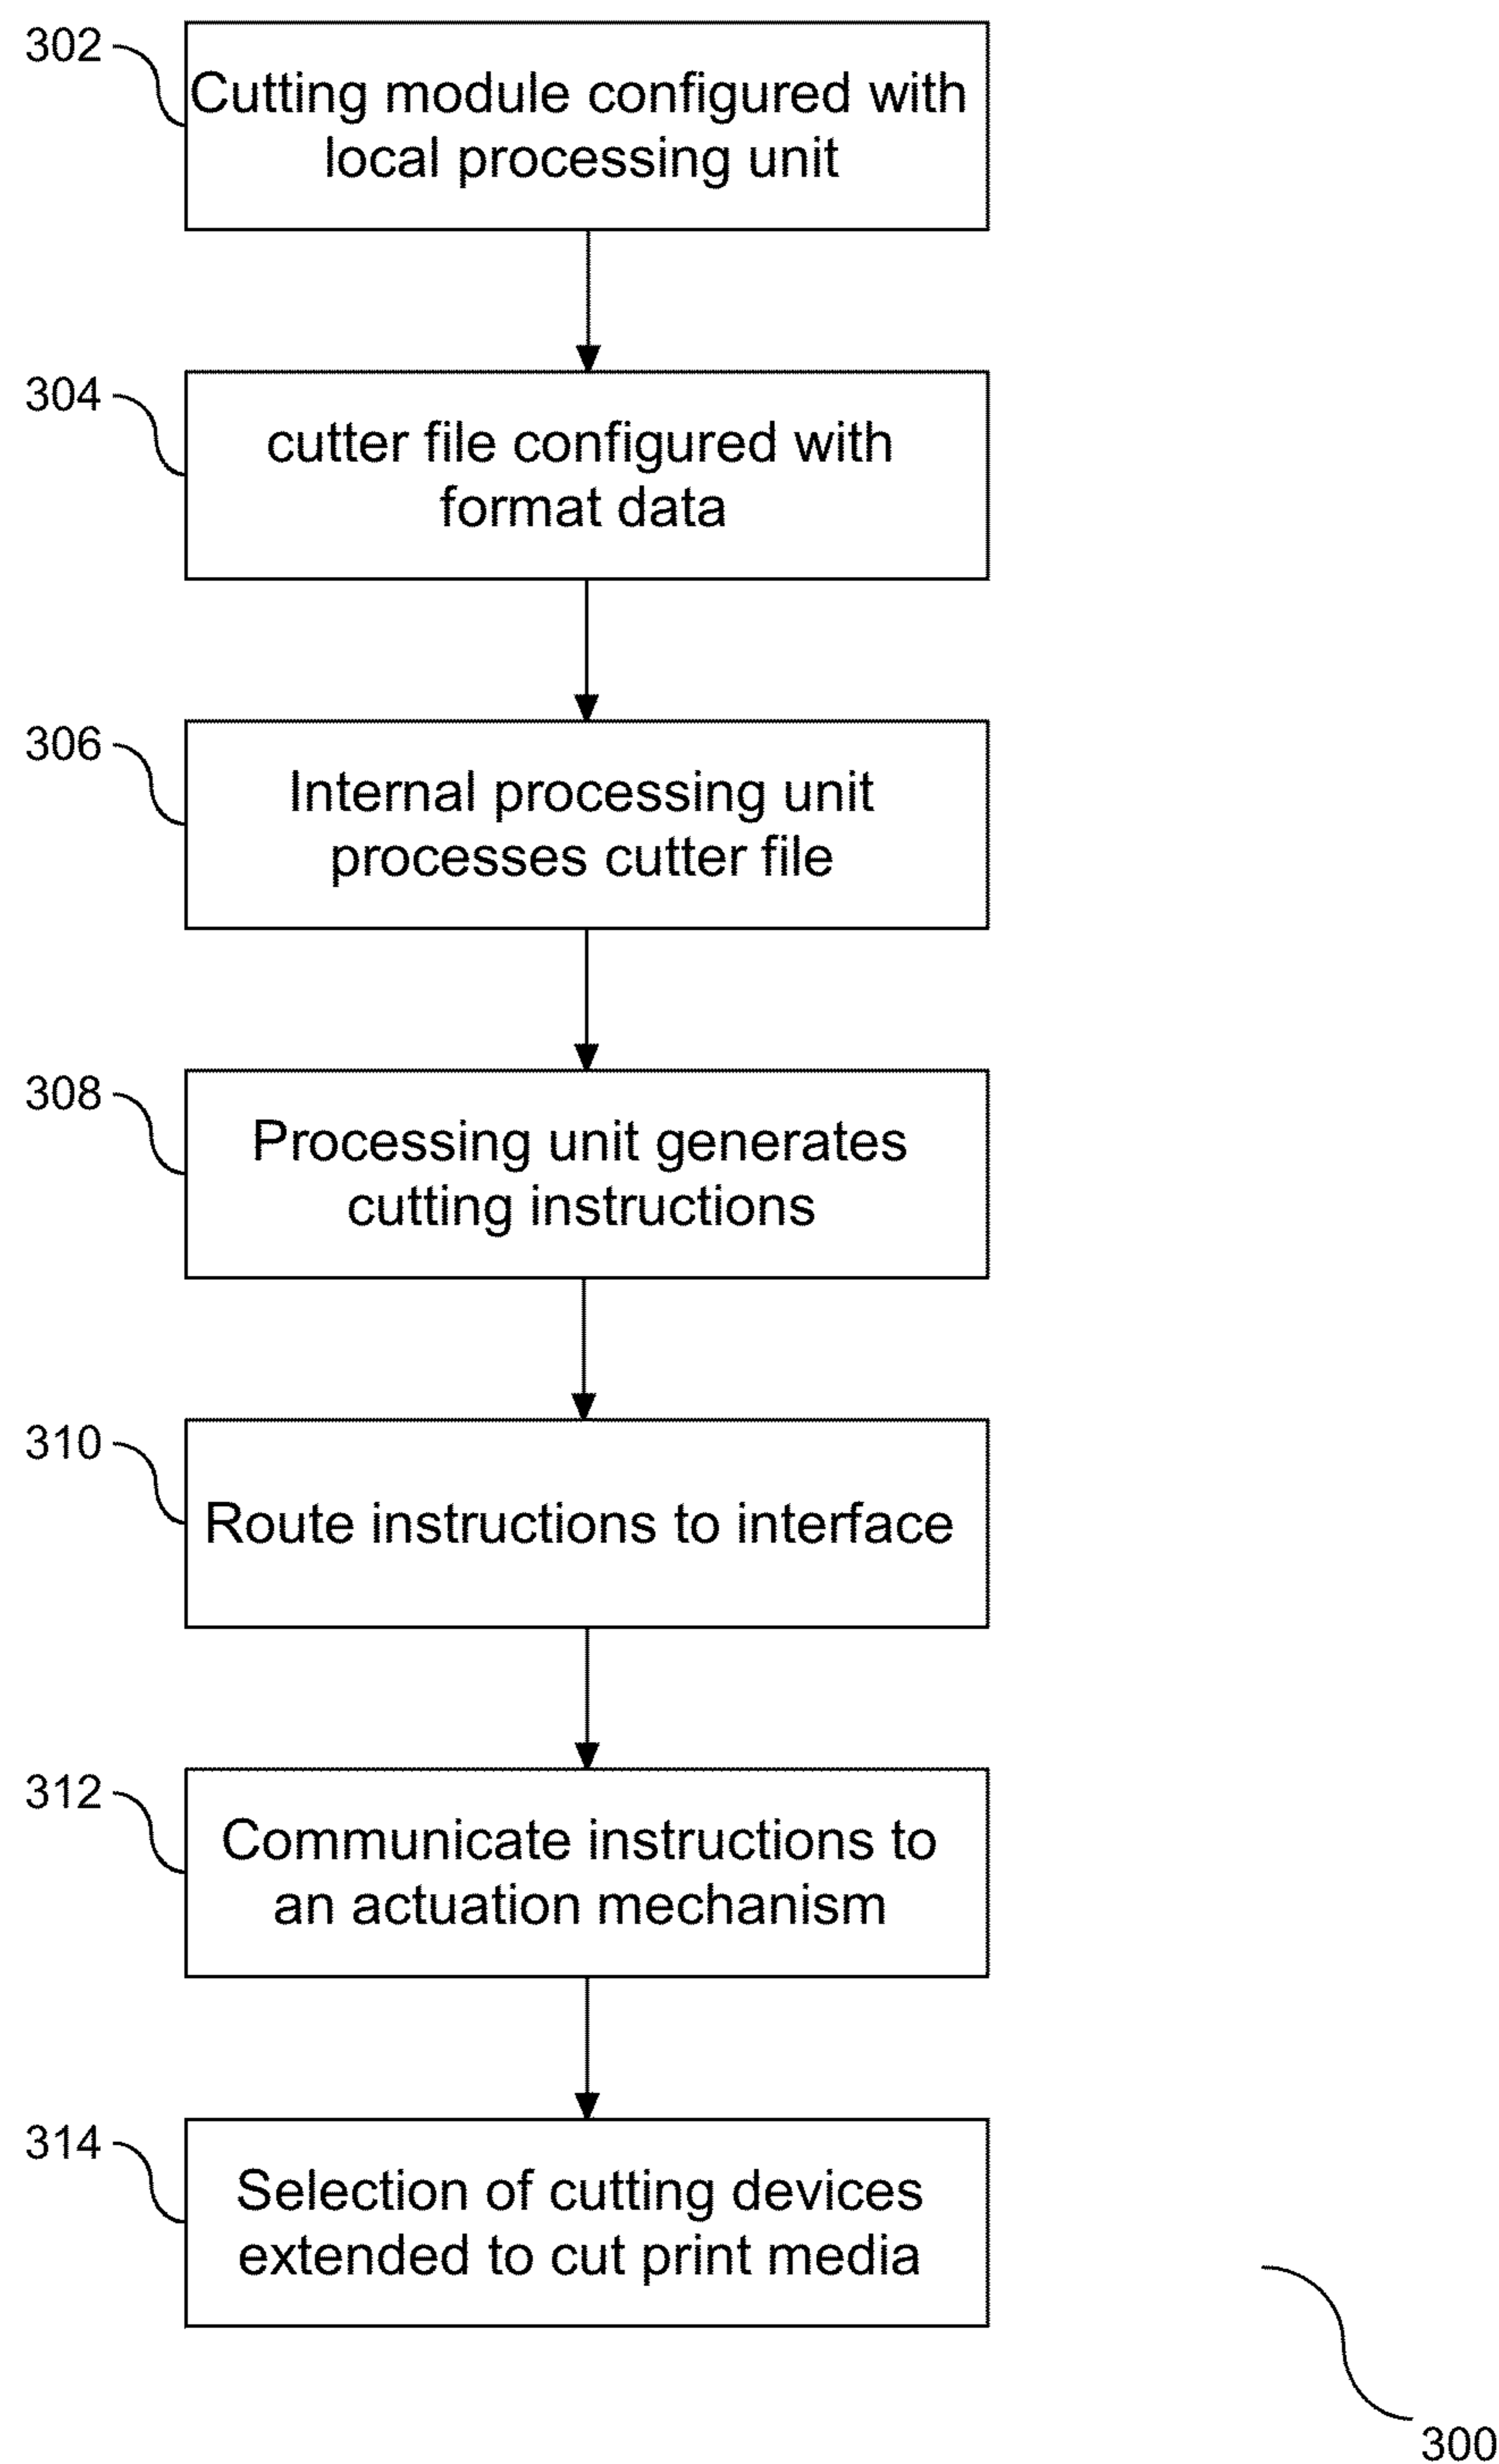 302
Cutting module configured with
local processing unit
304
cutter file configured with
format data
306
Internal processing unit
processes cutter file
308
Processing unit generates
cutting instructions
310
Route instructions to interface
312
Communicate instructions to
an actuation mechanism
314
Selection of cutting devices
extended to cut print media
300